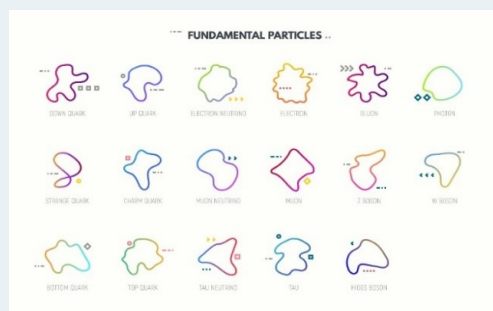 FUNDAMENTAL PARTICLES
DOWN QUARK
UP QUARK
ELECTRON NEUTRINO
ELECTRON
GLUON
PHOTON
STRANGE QUARK
CHARM QUARK
MUON NEUTRINO
MUON
Z BOSON
W BOSON
BOTTOM QUARK
TOP QUARK
TAU NEUTRINO
TAU
HIGGS BOSON